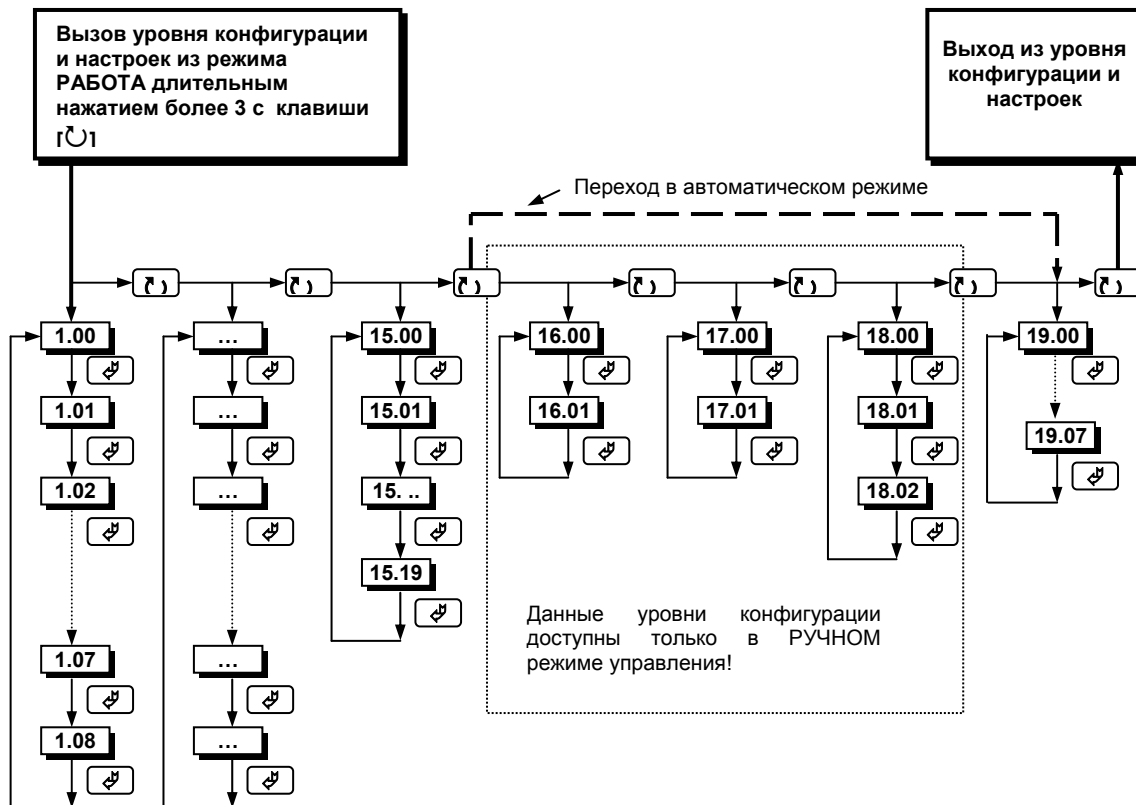 Вызов уровня конфигурации
и настроек из режима
РАБОТА длительным
нажатием более 3 с клавиши
[↻]
Выход из уровня
конфигурации и
настроек
Переход в автоматическом режиме
1.00
...
15.00
16.00
17.00
18.00
19.00
1.01
...
15.01
16.01
17.01
18.01
19.07
1.02
...
15. ..
18.02
15.19
Данные уровни конфигурации
доступны только в РУЧНОМ
режиме управления!
1.07
...
1.08
...